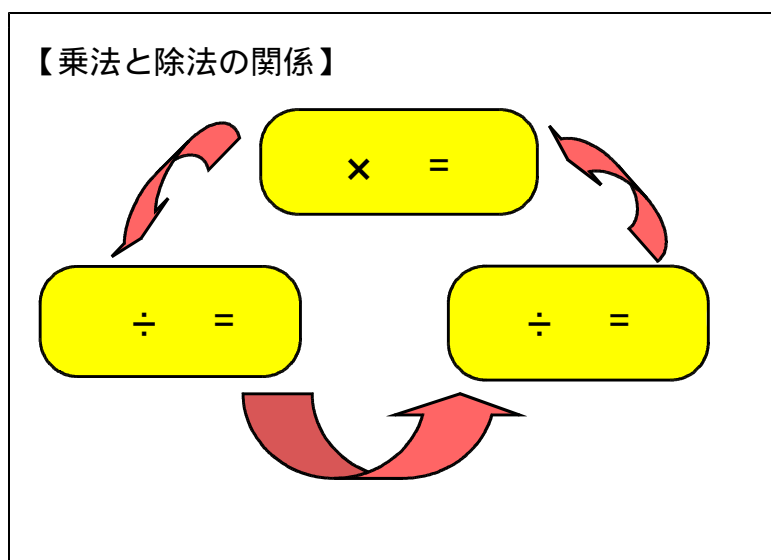 【乗法と除法の関係】
× =
÷ =
÷ =